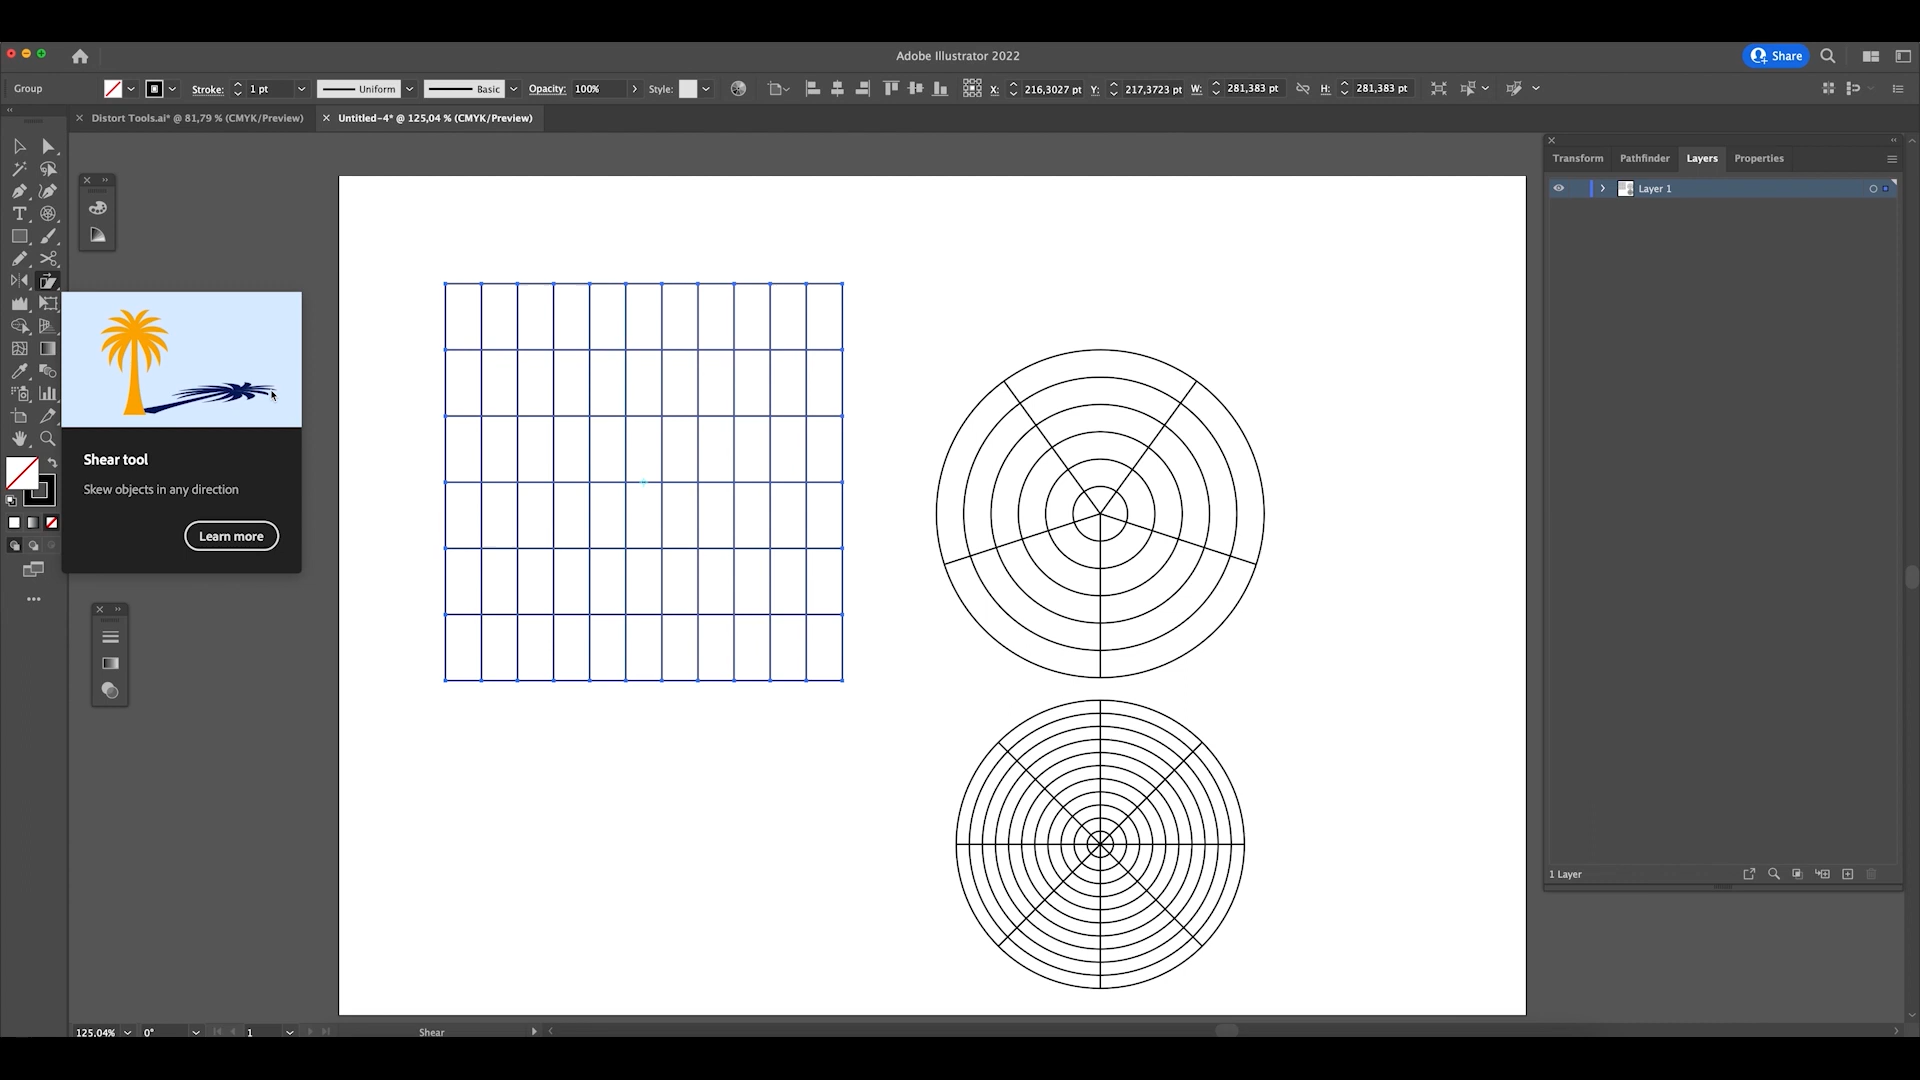 Adobe Illustrator 2022
Share
Group
Stroke:
1 pt
Uniform
Basic
Opacity:
100%
Style:
X:
216,3027 pt
Y:
217,3723 pt
W:
281,383 pt
H:
281,383 pt
Distort Tools.ai* @ 81,79 % (CMYK/Preview)
Untitled-4* @ 125,04 % (CMYK/Preview)
Transform
Pathfinder
Layers
Properties
Layer 1
Shear tool
Skew objects in any direction
Learn more
1 Layer
125,04%
0°
1
Shear